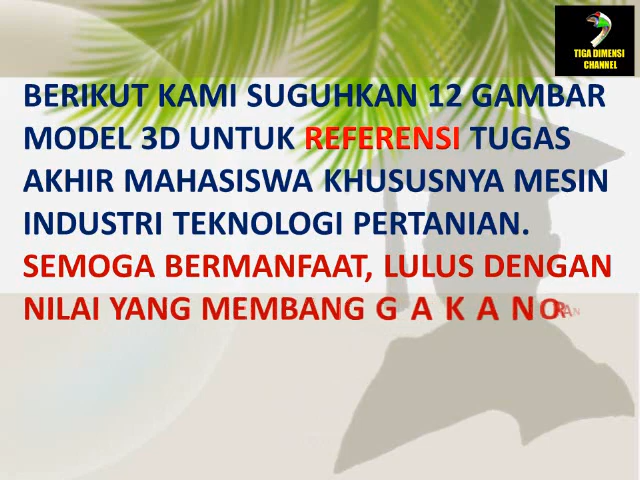 TIGA DIMENSI
CHANNEL
BERIKUT KAMI SUGUHKAN 12 GAMBAR
MODEL 3D UNTUK REFERENSI TUGAS
AKHIR MAHASISWA KHUSUSNYA MESIN
INDUSTRI TEKNOLOGI PERTANIAN.
SEMOGA BERMANFAAT, LULUS DENGAN
NILAI YANG MEMBANG G A K A N